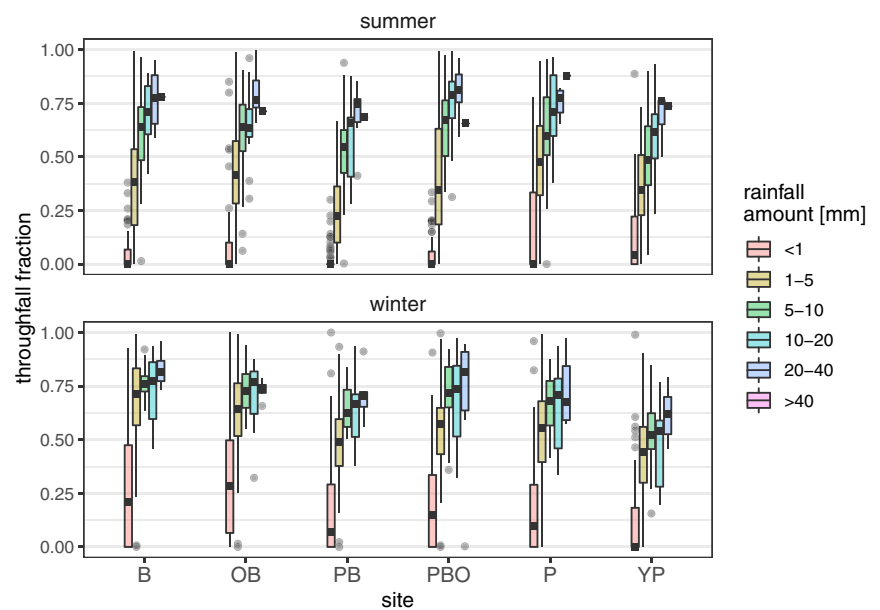 summer
1.00
0.75
0.50
0.25
0.00
throughfall fraction
winter
1.00
0.75
0.50
0.25
0.00
B OB PB PBO P YP
site
rainfall
amount [mm]
<1
1–5
5–10
10–20
20–40
>40